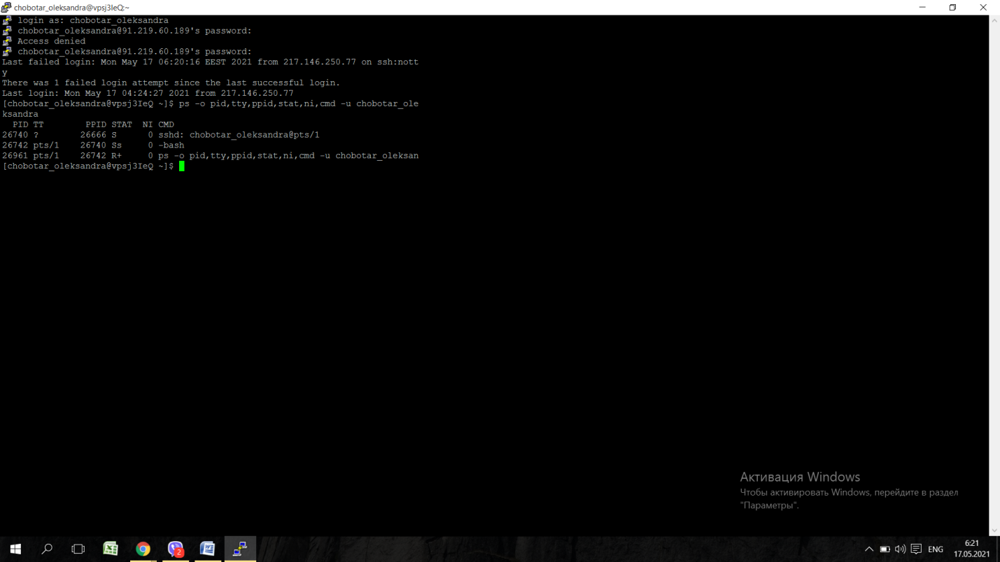 chobotar_oleksandra@vpsj3IeQ:~
login as: chobotar_oleksandra
chobotar_oleksandra@91.219.60.189's password:
Access denied
chobotar_oleksandra@91.219.60.189's password:
Last failed login: Mon May 17 06:20:16 EEST 2021 from 217.146.250.77 on ssh:nott
y
There was 1 failed login attempt since the last successful login.
Last login: Mon May 17 04:24:27 2021 from 217.146.250.77
[chobotar_oleksandra@vpsj3IeQ ~]$ ps -o pid,tty,ppid,stat,ni,cmd -u chobotar_ole
ksandra
  PID TT        PPID STAT  NI CMD
26740 ?        26666 S      0 sshd: chobotar_oleksandra@pts/1
26742 pts/1    26740 Ss     0 -bash
26961 pts/1    26742 R+     0 ps -o pid,tty,ppid,stat,ni,cmd -u chobotar_oleksan
[chobotar_oleksandra@vpsj3IeQ ~]$
Активация Windows
Чтобы активировать Windows, перейдите в раздел
"Параметры".
2
ENG
6:21
17.05.2021